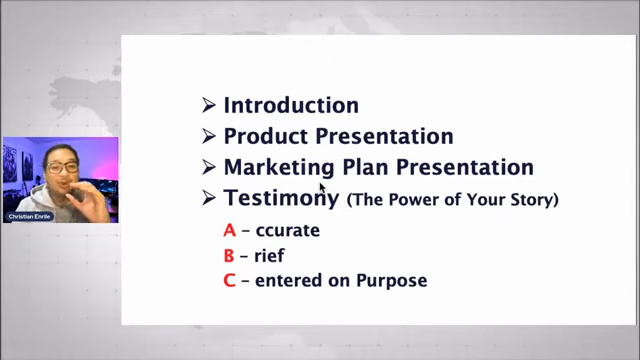 Introduction
Product Presentation
Marketing Plan Presentation
Testimony (The Power of Your Story)
A – ccurate
B – rief
C – entered on Purpose
Christian Enrile